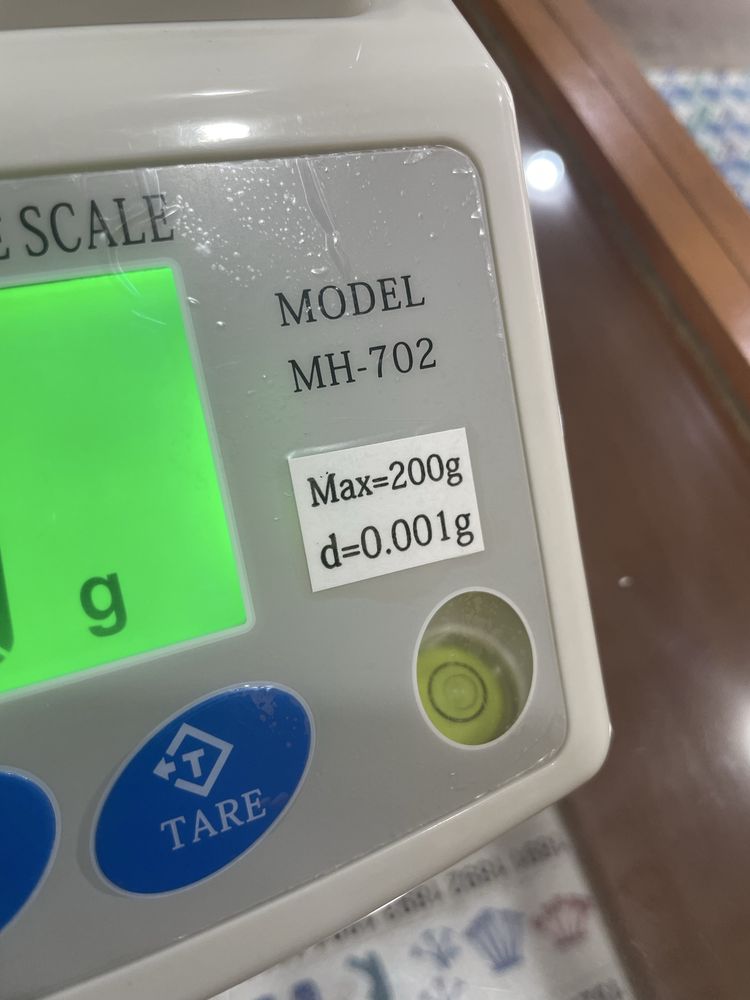 E SCALE
MODEL
MH-702
Max=200g
d=0.001g
g
T
TARE